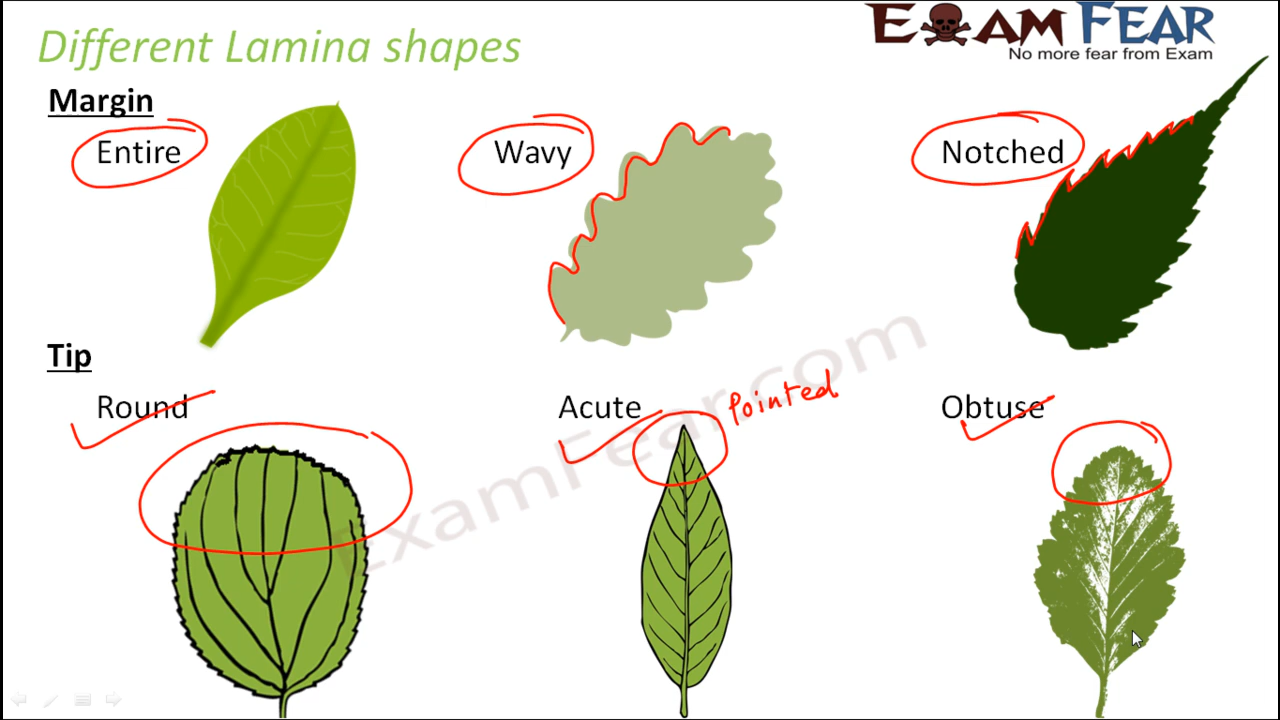 Different Lamina shapes
EXAM FEAR
No more fear from Exam
Margin
Entire
Wavy
Notched
Tip
Round
Acute
Pointed
Obtuse
ExamFear.com